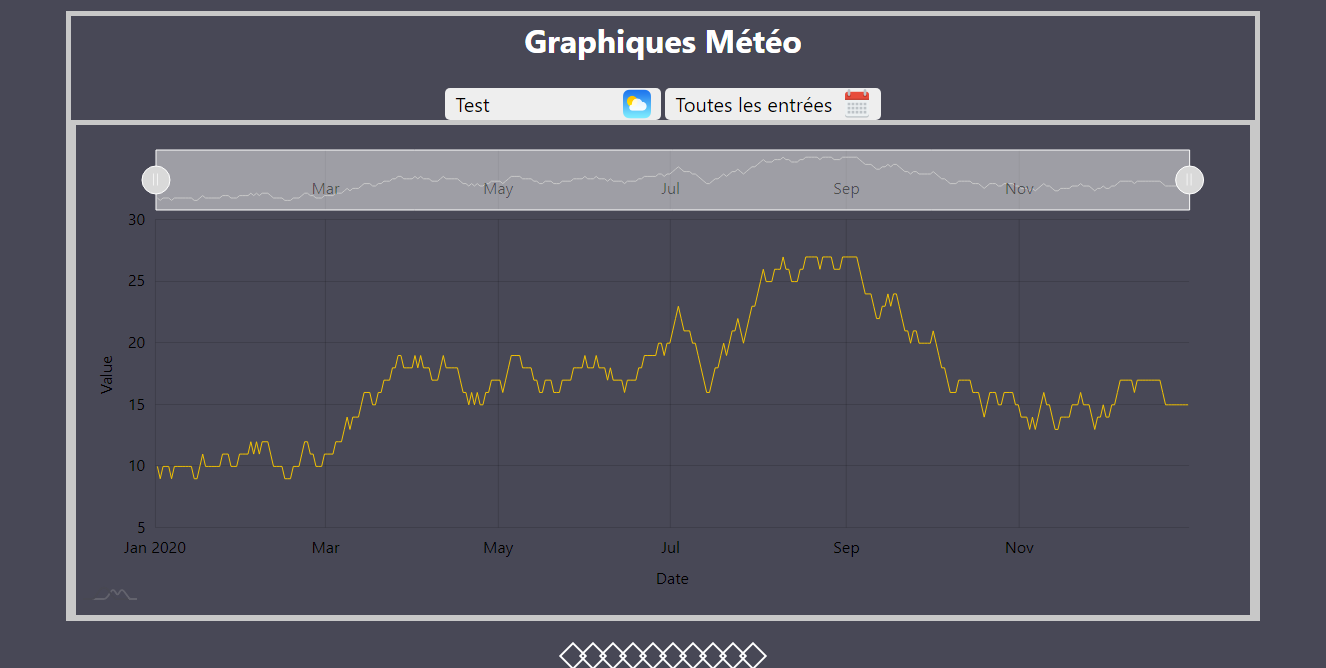 Graphiques Météo
Test Toutes les entrées
Mar May Jul Sep Nov
30
25
20
15
10
5
Value
Jan 2020 Mar May Jul Sep Nov
Date